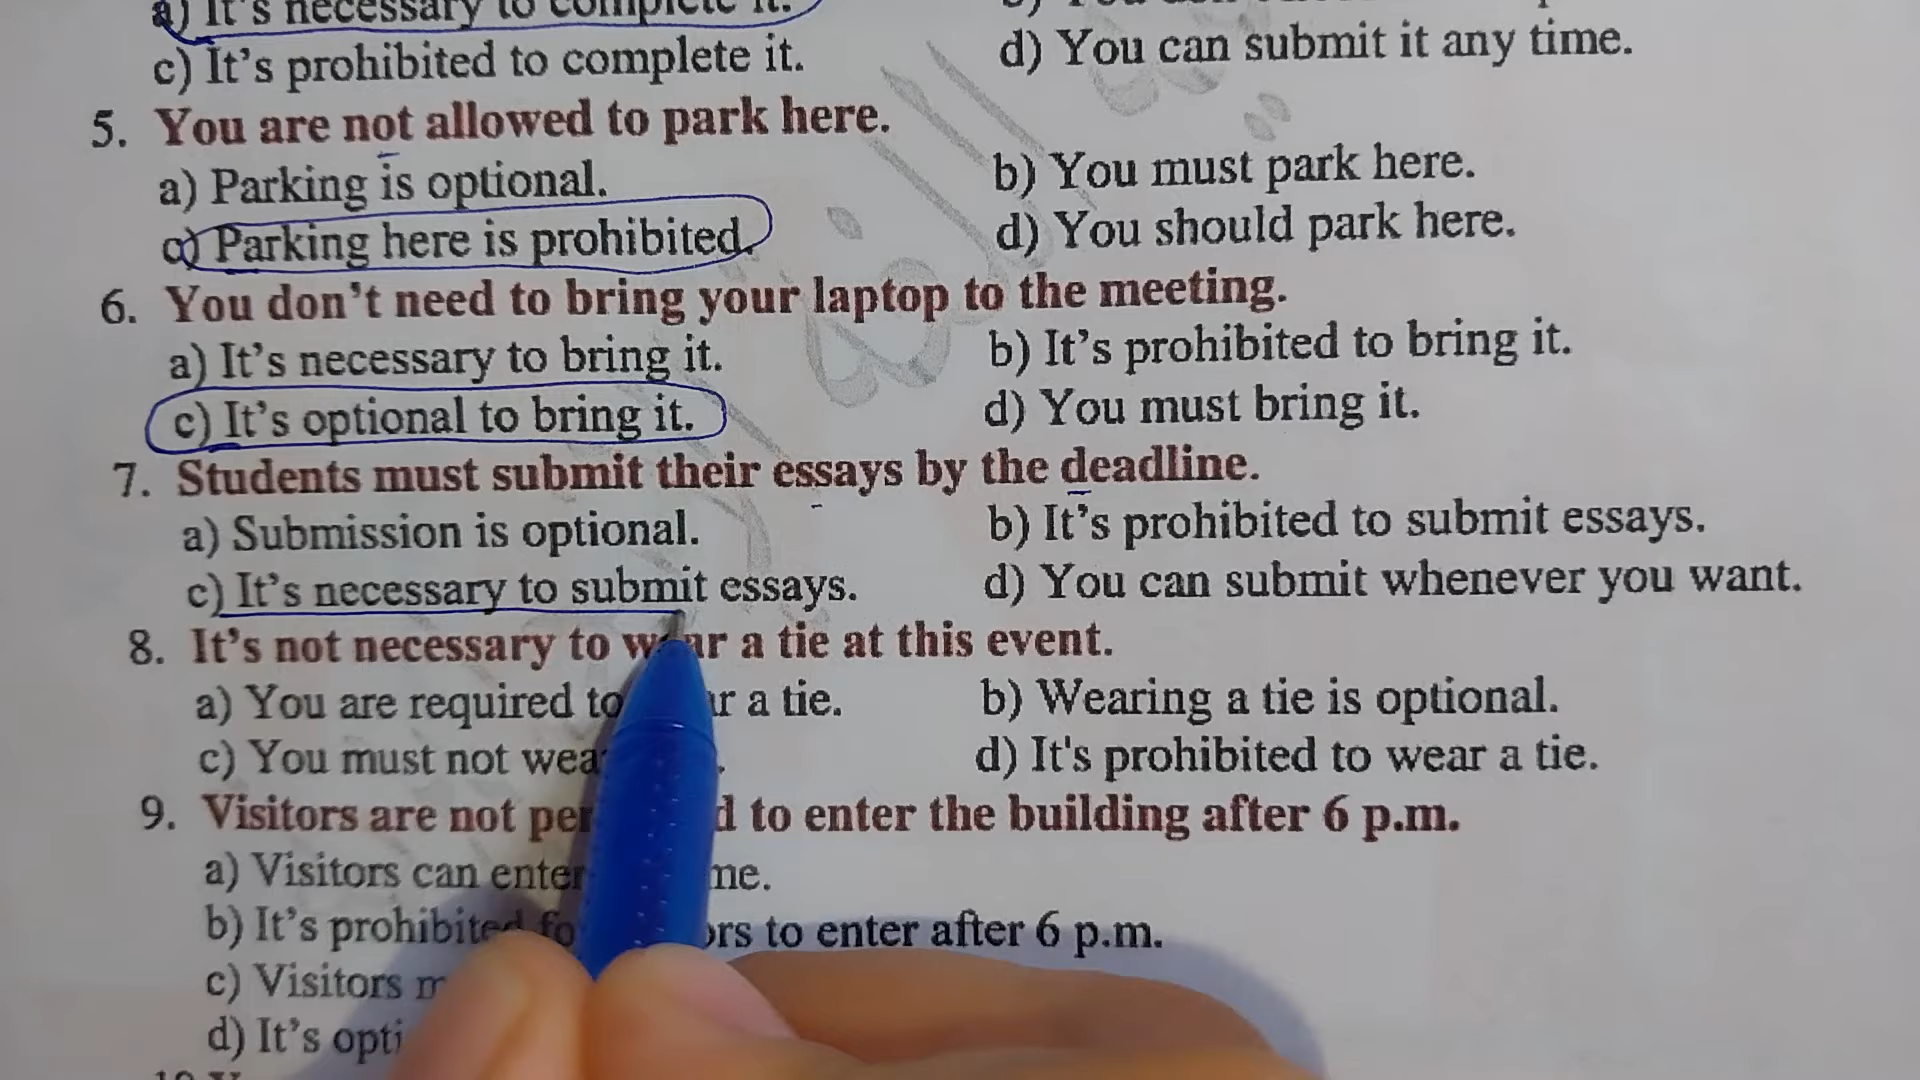 a) It's necessary to complete it.
c) It's prohibited to complete it.
d) You can submit it any time.
5. You are not allowed to park here.
a) Parking is optional.
b) You must park here.
c) Parking here is prohibited.
d) You should park here.
6. You don't need to bring your laptop to the meeting.
a) It's necessary to bring it.
b) It's prohibited to bring it.
c) It's optional to bring it.
d) You must bring it.
7. Students must submit their essays by the deadline.
a) Submission is optional.
b) It's prohibited to submit essays.
c) It's necessary to submit essays.
d) You can submit whenever you want.
8. It's not necessary to wear a tie at this event.
a) You are required to a tie.
b) Wearing a tie is optional.
c) You must not
d) It's prohibited to wear a tie.
9. Visitors are not to enter the building after 6 p.m.
a) Visitors can enter
b) It's prohibited to enter after 6 p.m.
c) Visitors
d) It's